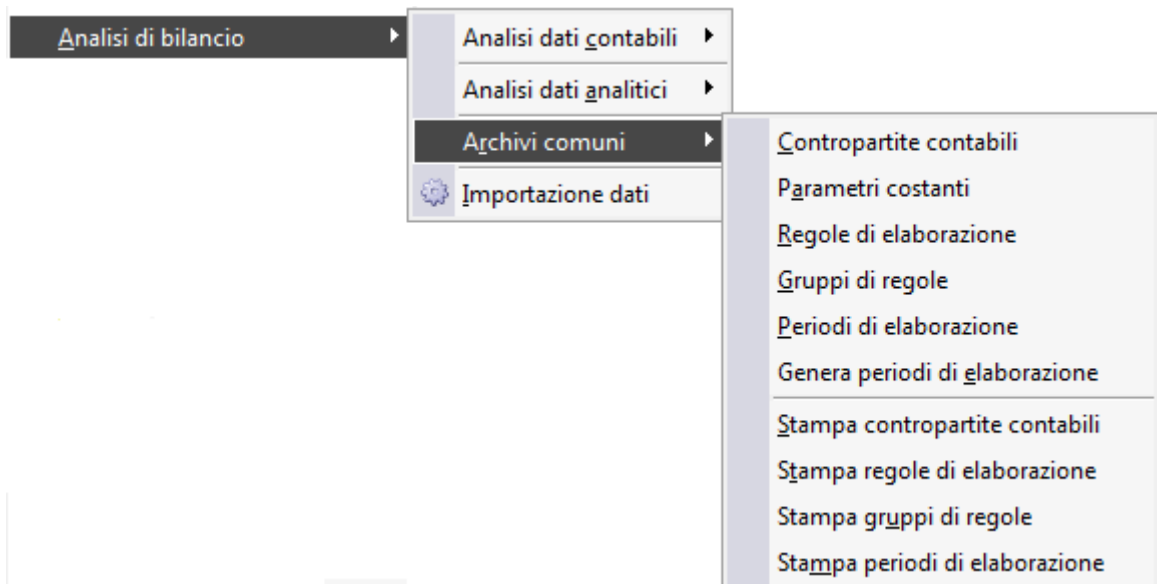 Analisi di bilancio
Analisi dati contabili
Analisi dati analitici
Archivi comuni
Importazione dati
Contropartite contabili
Parametri costanti
Regole di elaborazione
Gruppi di regole
Periodi di elaborazione
Genera periodi di elaborazione
Stampa contropartite contabili
Stampa regole di elaborazione
Stampa gruppi di regole
Stampa periodi di elaborazione